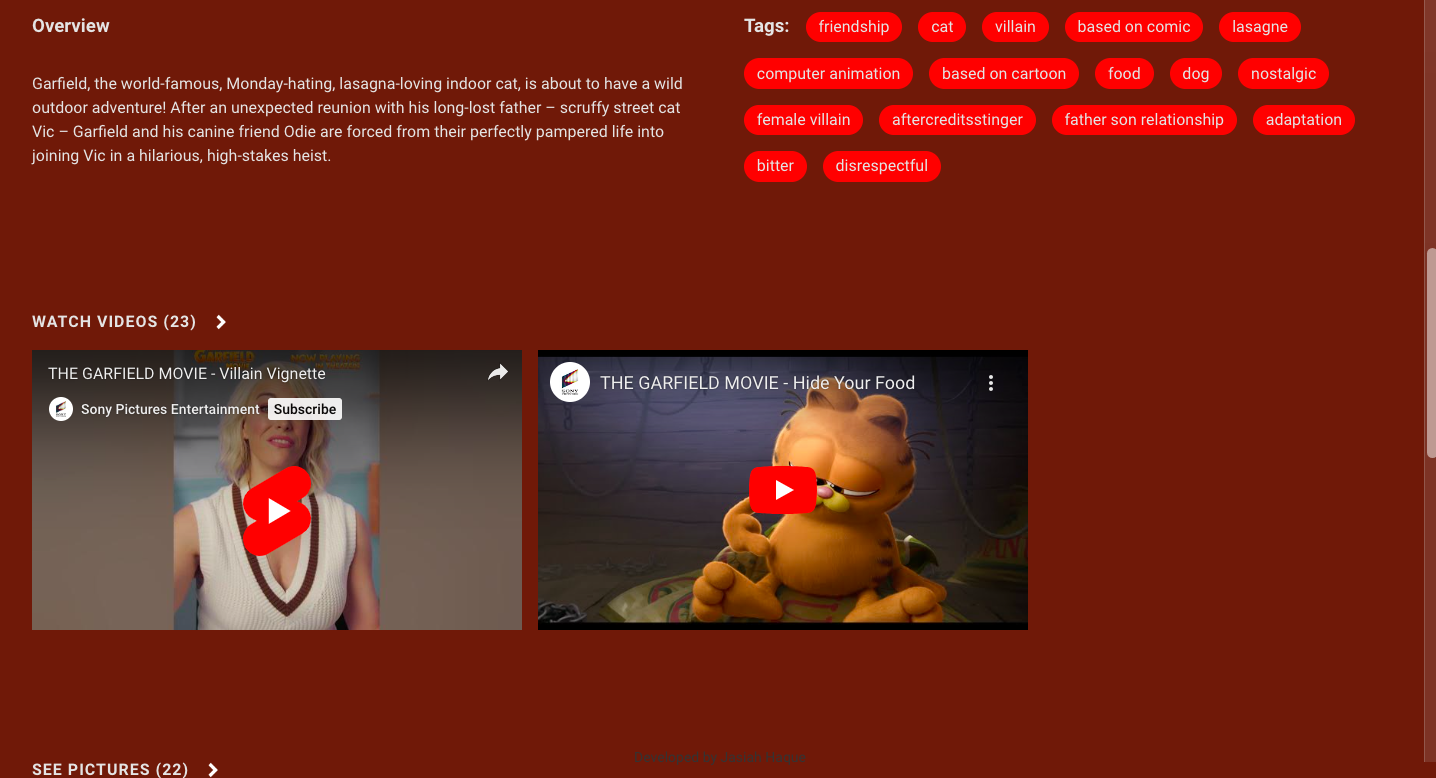 Overview
Garfield, the world-famous, Monday-hating, lasagna-loving indoor cat, is about to have a wild
outdoor adventure! After an unexpected reunion with his long-lost father – scruffy street cat
Vic – Garfield and his canine friend Odie are forced from their perfectly pampered life into
joining Vic in a hilarious, high-stakes heist.
Tags: friendship cat villain based on comic lasagne
computer animation based on cartoon food dog nostalgic
female villain aftercreditsstinger father son relationship adaptation
bitter disrespectful
WATCH VIDEOS (23)
GARFIELD NOW PLAYING
THE GARFIELD MOVIE - Villain Vignette
Sony Pictures Entertainment Subscribe
SONY
THE GARFIELD MOVIE - Hide Your Food
SEE PICTURES (22)